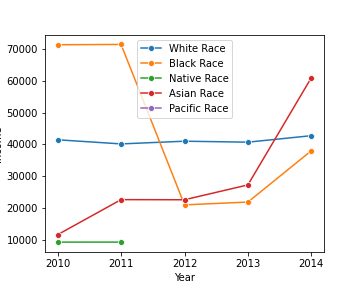 70000
60000
50000
40000
30000
20000
10000
White Race
Black Race
Native Race
Asian Race
Pacific Race
2010 2011 2012 2013 2014
Year